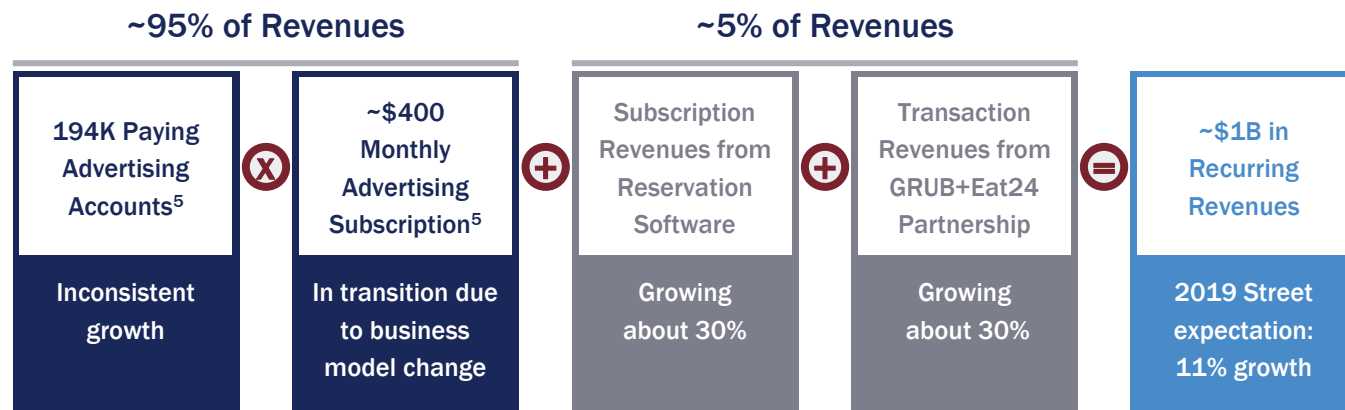 ~95% of Revenues
~5% of Revenues
194K Paying
Advertising
Accounts5
X
~$400
Monthly
Advertising
Subscription5
+
Subscription
Revenues from
Reservation
Software
+
Transaction
Revenues from
GRUB+Eat24
Partnership
=
~$1B in
Recurring
Revenues
Inconsistent
growth
In transition due
to business
model change
Growing
about 30%
Growing
about 30%
2019 Street
expectation:
11% growth